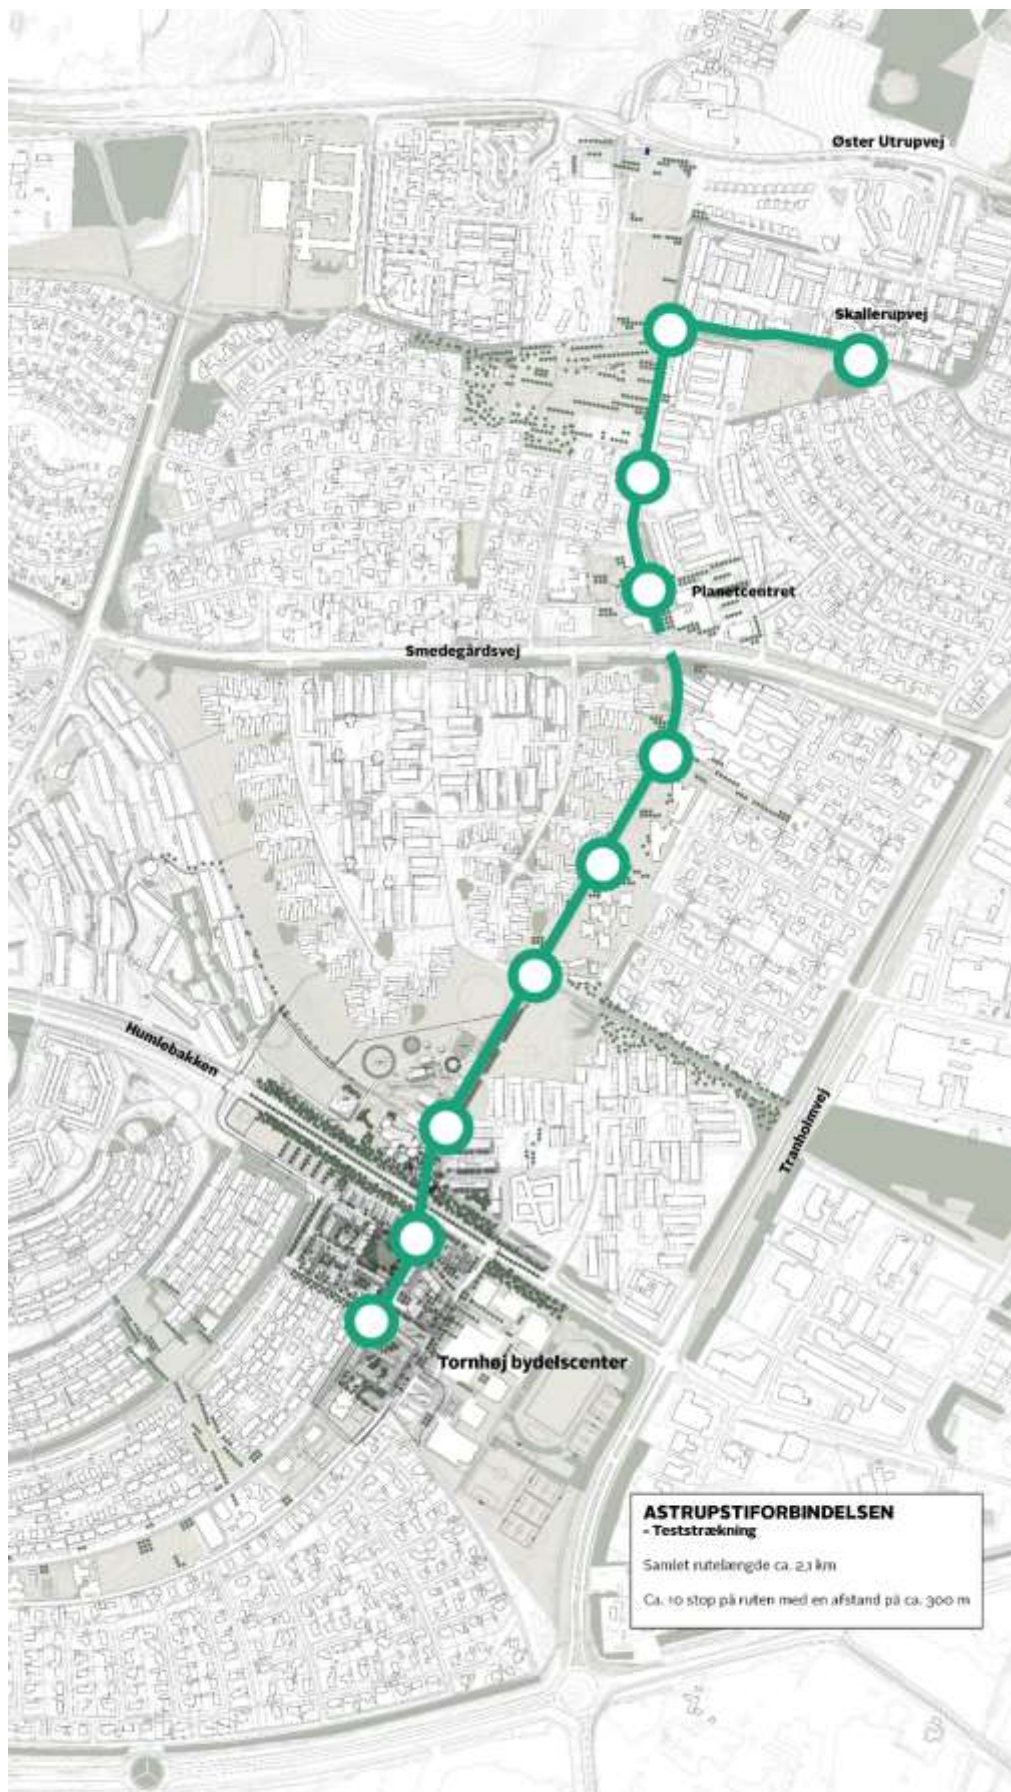 Øster Utrupvej
Skallerupvej
Planetcentret
Smedegårdsvej
Humlebakken
Tranholmvej
Tornhøj bydelscenter
ASTRUPSTIFORBINDELSEN
- Teststrækning
Samlet rutelængde ca. 2,1 km
Ca. 10 stop på ruten med en afstand på ca. 300 m